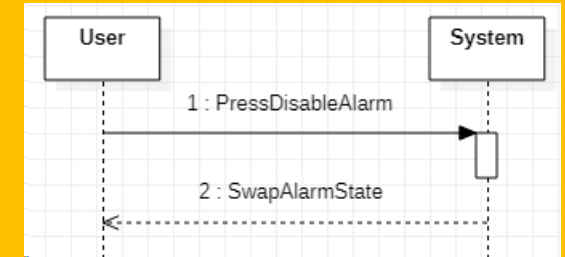 User
System
1 : PressDisableAlarm
2 : SwapAlarmState